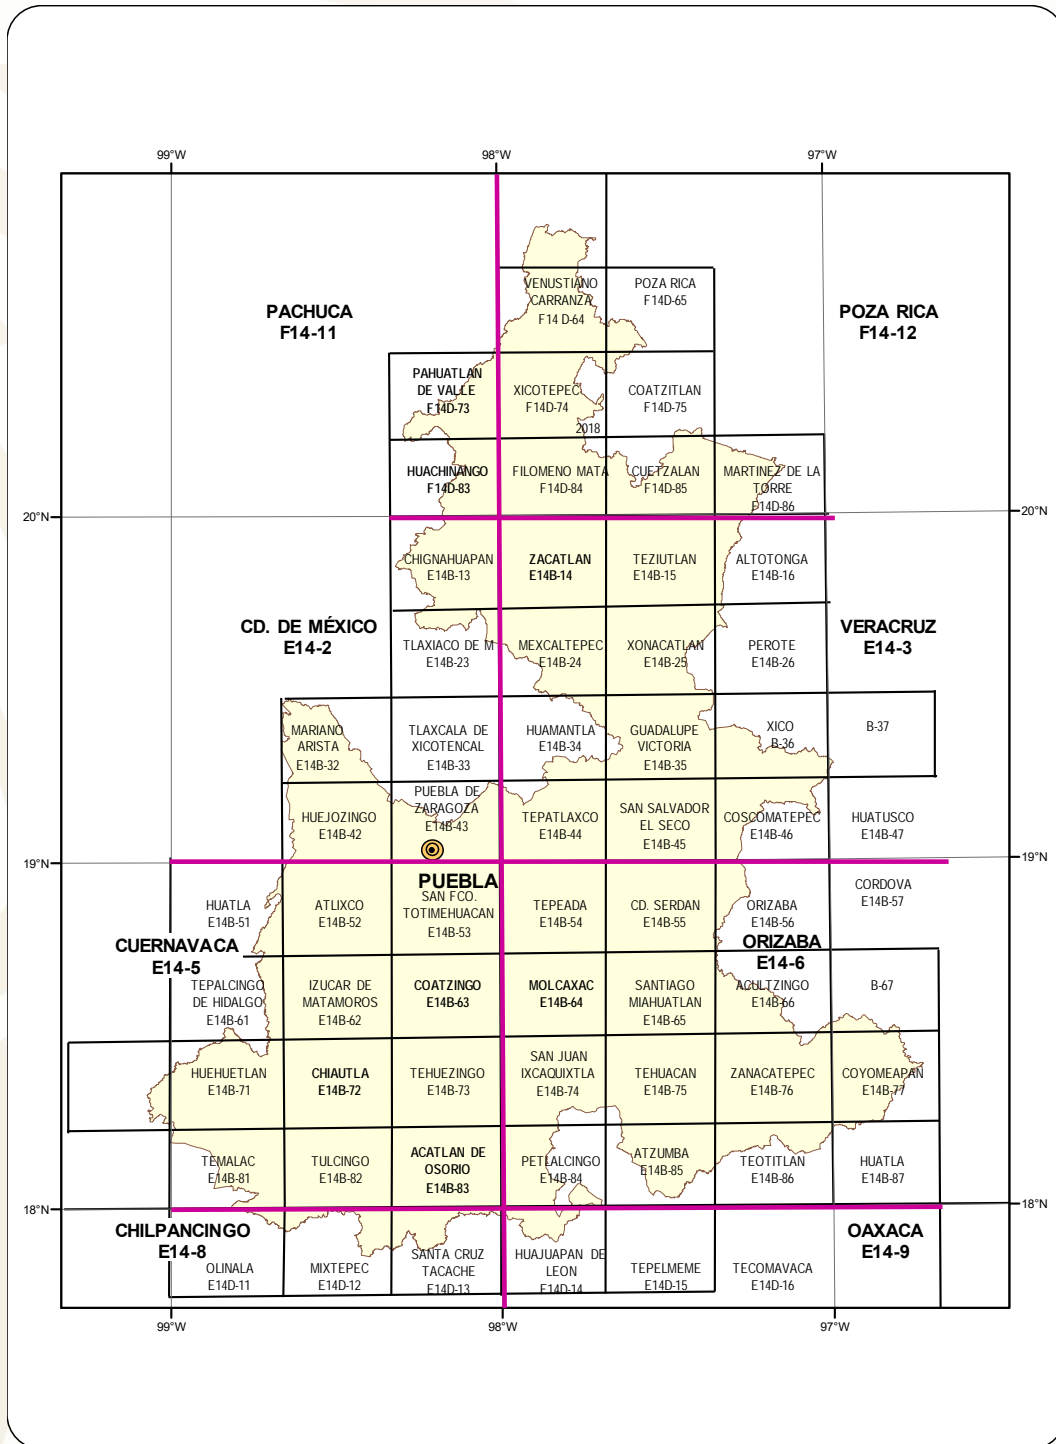 99°W
98°W
97°W
VENUSTIANO
CARRANZA
F14 D-64
POZA RICA
F14D-65
PACHUCA
F14-11
POZA RICA
F14-12
PAHUATLAN
DE VALLE
F14D-73
XICOTEPEC
F14D-74
COATZITLAN
F14D-75
2018
HUACHINANGO
F14D-83
FILOMENO MATA
F14D-84
CUETZALAN
F14D-85
MARTINEZ DE LA
TORRE
F14D-86
20°N
20°N
CHIGNAHUAPAN
E14B-13
ZACATLAN
E14B-14
TEZIUTLAN
E14B-15
ALTOTONGA
E14B-16
CD. DE MÉXICO
E14-2
VERACRUZ
E14-3
TLAXIACO DE M
E14B-23
MEXCALTEPEC
E14B-24
XONACATLAN
E14B-25
PEROTE
E14B-26
MARIANO
ARISTA
E14B-32
TLAXCALA DE
XICOTENCAL
E14B-33
HUAMANTLA
E14B-34
GUADALUPE
VICTORIA
E14B-35
XICO
B-36
B-37
HUEJOZINGO
E14B-42
PUEBLA DE
ZARAGOZA
E14B-43
TEPATLAXCO
E14B-44
SAN SALVADOR
EL SECO
E14B-45
COSCOMATEPEC
E14B-46
HUATUSCO
E14B-47
19°N
19°N
PUEBLA
HUATLA
E14B-51
ATLIXCO
E14B-52
SAN FCO.
TOTIMEHUACAN
E14B-53
TEPEADA
E14B-54
CD. SERDAN
E14B-55
ORIZABA
E14B-56
CORDOVA
E14B-57
CUERNAVACA
E14-5
ORIZABA
E14-6
TEPALCINGO
DE HIDALGO
E14B-61
IZUCAR DE
MATAMOROS
E14B-62
COATZINGO
E14B-63
MOLCAXAC
E14B-64
SANTIAGO
MIAHUATLAN
E14B-65
ACULTZINGO
E14B-66
B-67
HUEHUETLAN
E14B-71
CHIAUTLA
E14B-72
TEHUEZINGO
E14B-73
SAN JUAN
IXCAQUIXTLA
E14B-74
TEHUACAN
E14B-75
ZANACATEPEC
E14B-76
COYOMEAPAN
E14B-77
TEMALAC
E14B-81
TULCINGO
E14B-82
ACATLAN DE
OSORIO
E14B-83
PETLALCINGO
E14B-84
ATZUMBA
E14B-85
TEOTITLAN
E14B-86
HUATLA
E14B-87
18°N
18°N
CHILPANCINGO
E14-8
OAXACA
E14-9
OLINALA
E14D-11
MIXTEPEC
E14D-12
SANTA CRUZ
TACACHE
E14D-13
HUAJUAPAN DE
LEON
E14D-14
TEPELMEME
E14D-15
TECOMAVACA
E14D-16
99°W
98°W
97°W